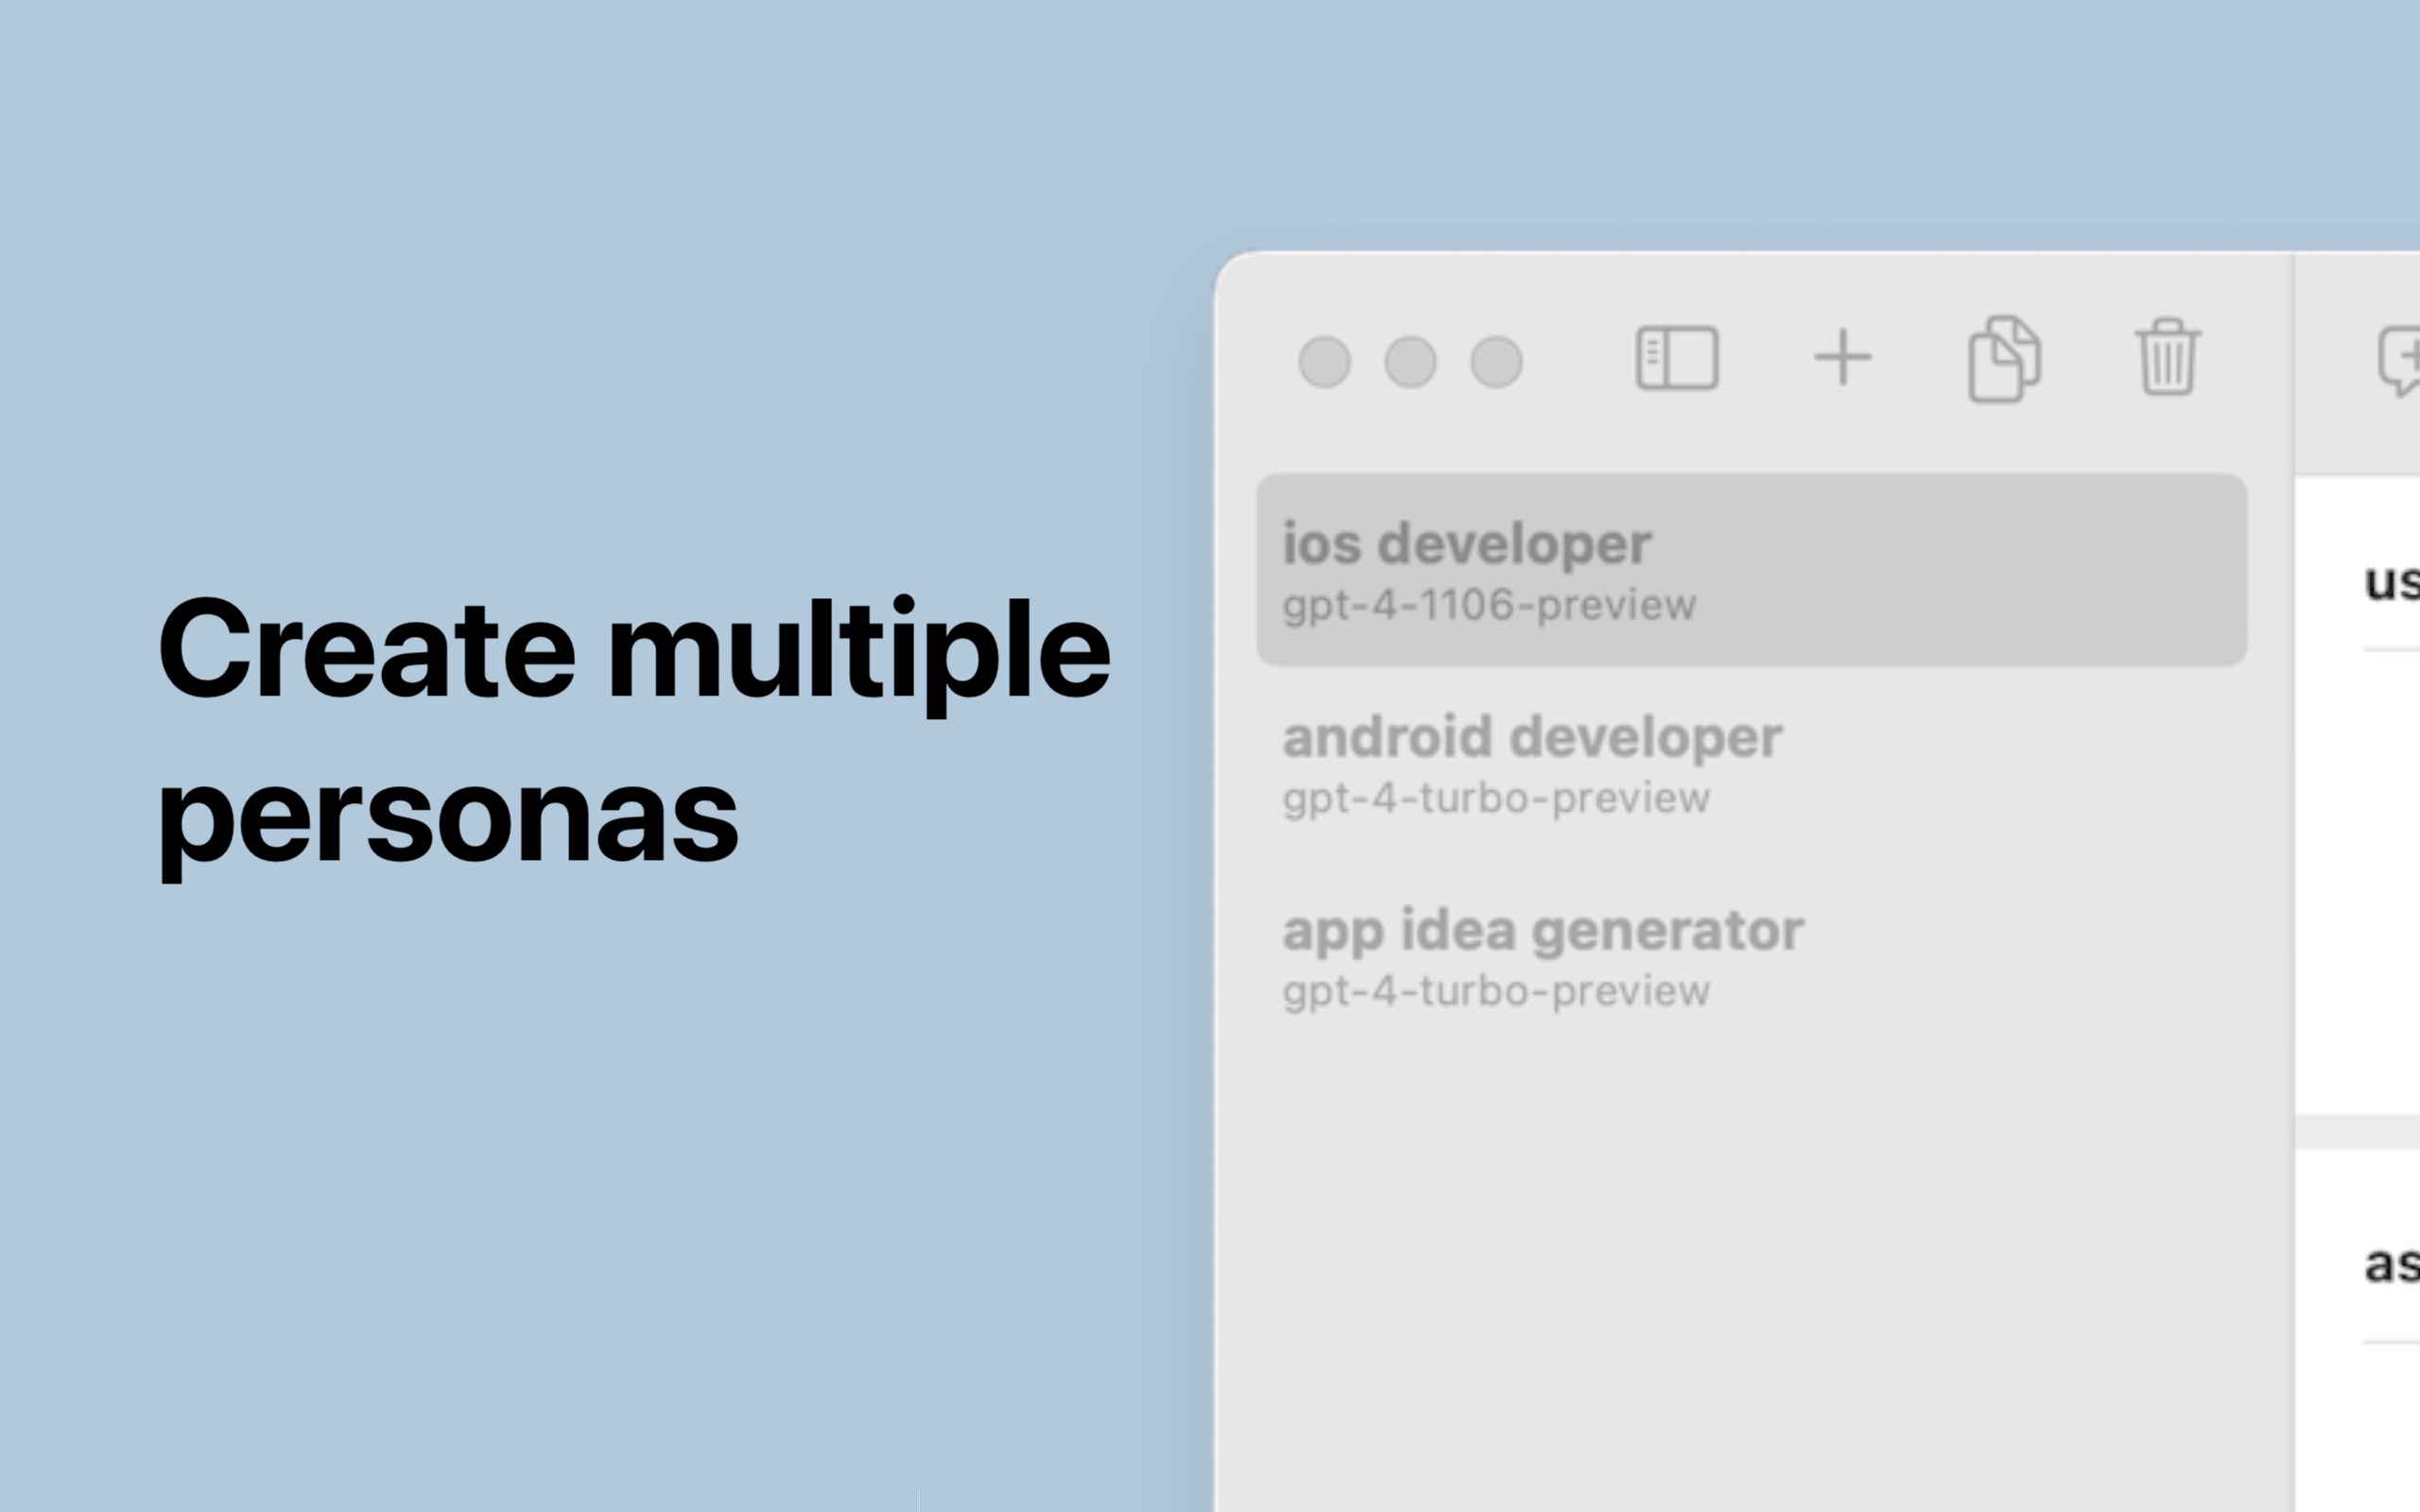 Create multiple
personas
ios developer
gpt-4-1106-preview
android developer
gpt-4-turbo-preview
app idea generator
gpt-4-turbo-preview
us
as